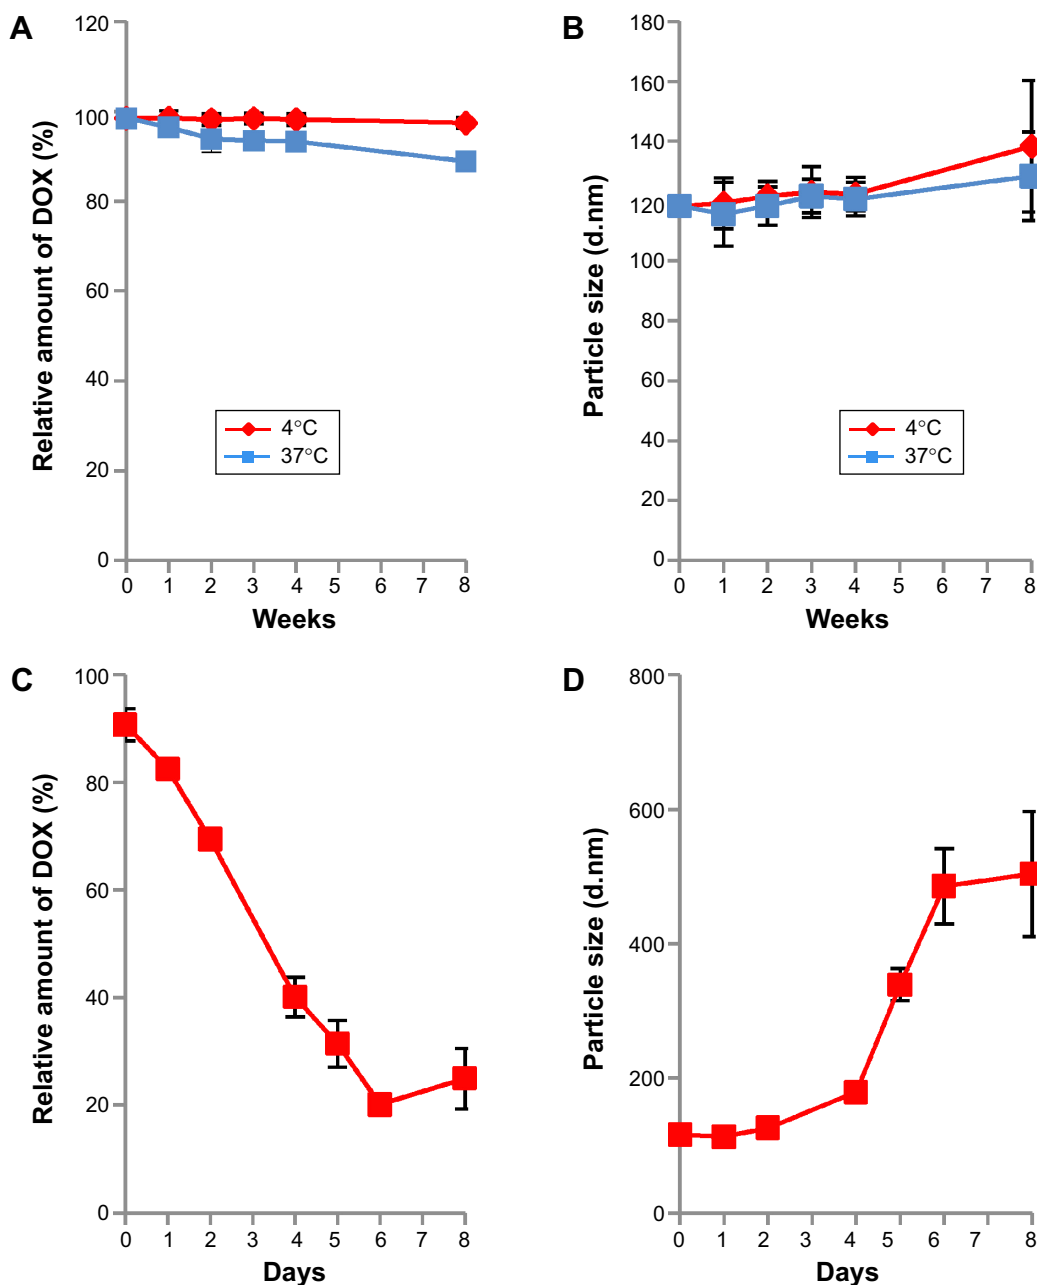 A
Relative amount of DOX (%)
120
100
80
60
40
20
0
4°C
37°C
0 1 2 3 4 5 6 7 8
Weeks
B
Particle size (d.nm)
180
160
140
120
100
80
60
40
20
0
4°C
37°C
0 1 2 3 4 5 6 7 8
Weeks
C
Relative amount of DOX (%)
100
80
60
40
20
0
0 1 2 3 4 5 6 7 8
Days
D
Particle size (d.nm)
800
600
400
200
0
0 1 2 3 4 5 6 7 8
Days